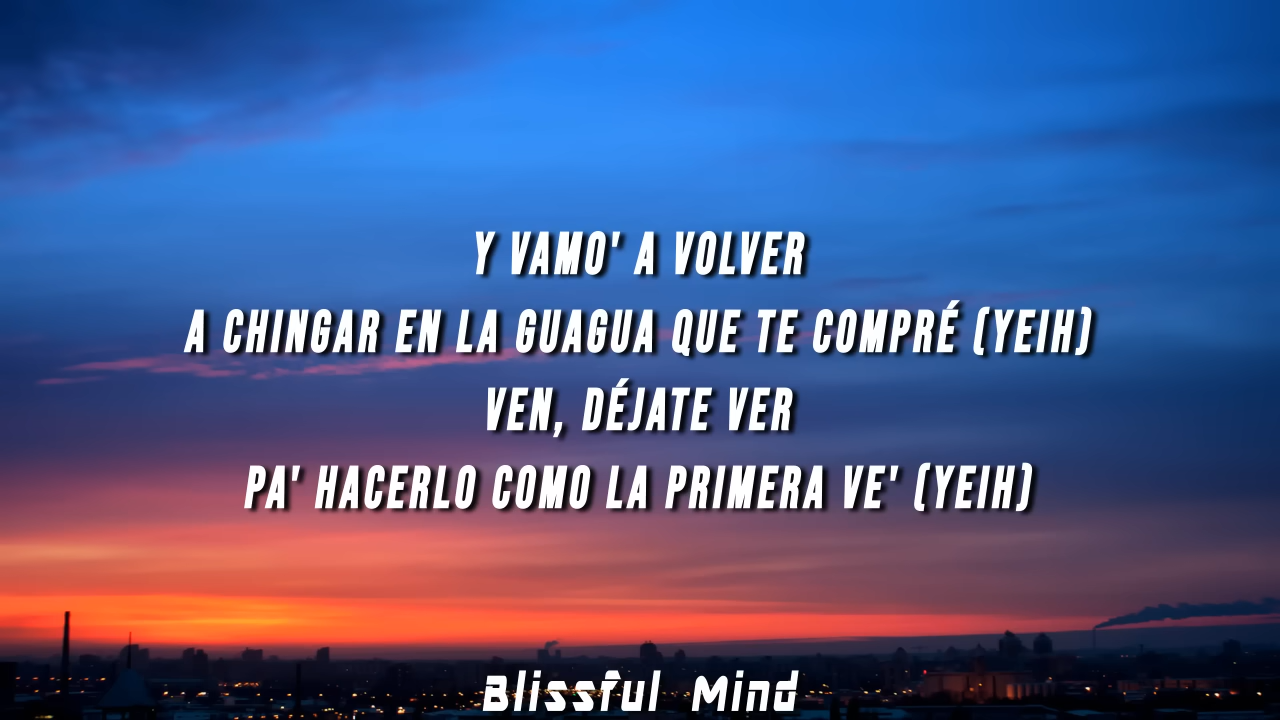 Y VAMO' A VOLVER
A CHINGAR EN LA GUAGUA QUE TE COMPRÉ (YEIH)
VEN, DÉJATE VER
PA' HACERLO COMO LA PRIMERA VE' (YEIH)
Blissful Mind